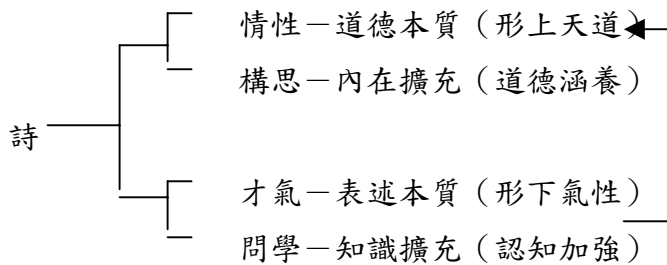 情性－道德本質（形上天道）
構思－內在擴充（道德涵養）
詩
才氣－表述本質（形下氣性）
問學－知識擴充（認知加強）